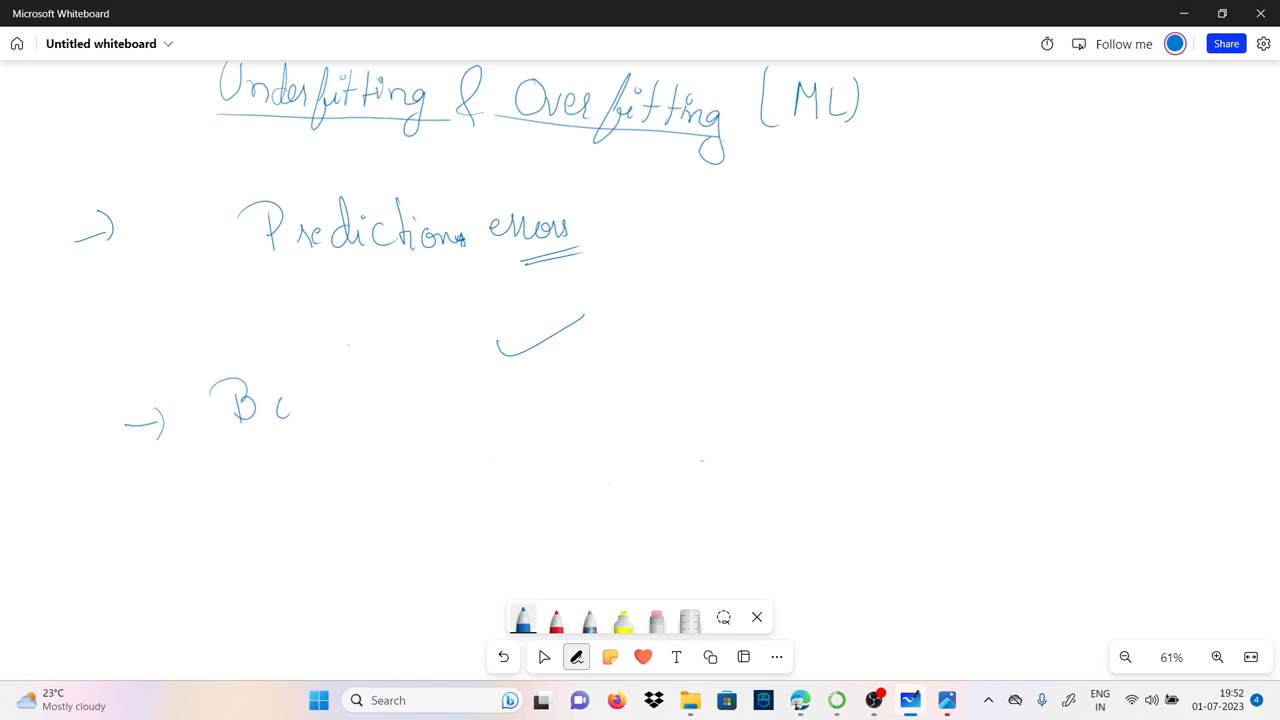 Microsoft Whiteboard
Untitled whiteboard
Follow me
Share
Underfitting & Overfitting (ML)
→ Prediction errors
→ B
61%
23°C
Mostly cloudy
Search
ENG
IN
19:52
01-07-2023
4